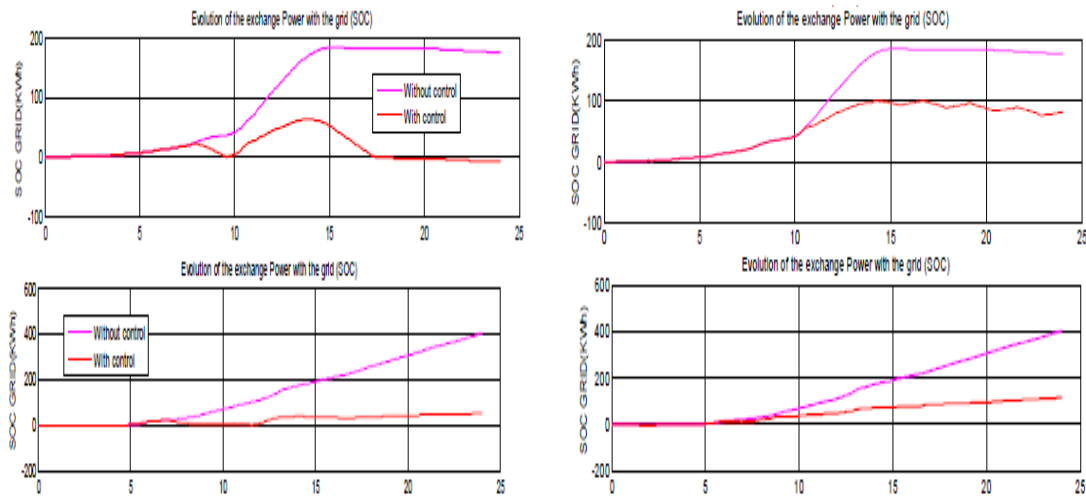 Evolution of the exchange Power with the grid (SOC)
SOC GRID(KWh)
200
100
0
-100
0 5 10 15 20 25
Without control
With control
Evolution of the exchange Power with the grid (SOC)
SOC GRID(KWh)
200
100
0
-100
0 5 10 15 20 25
Evolution of the exchange Power with the grid (SOC)
SOC GRID(KWh)
600
400
200
0
-200
0 5 10 15 20 25
Without control
With control
Evolution of the exchange Power with the grid (SOC)
SOC GRID(KWh)
600
400
200
0
-200
0 5 10 15 20 25